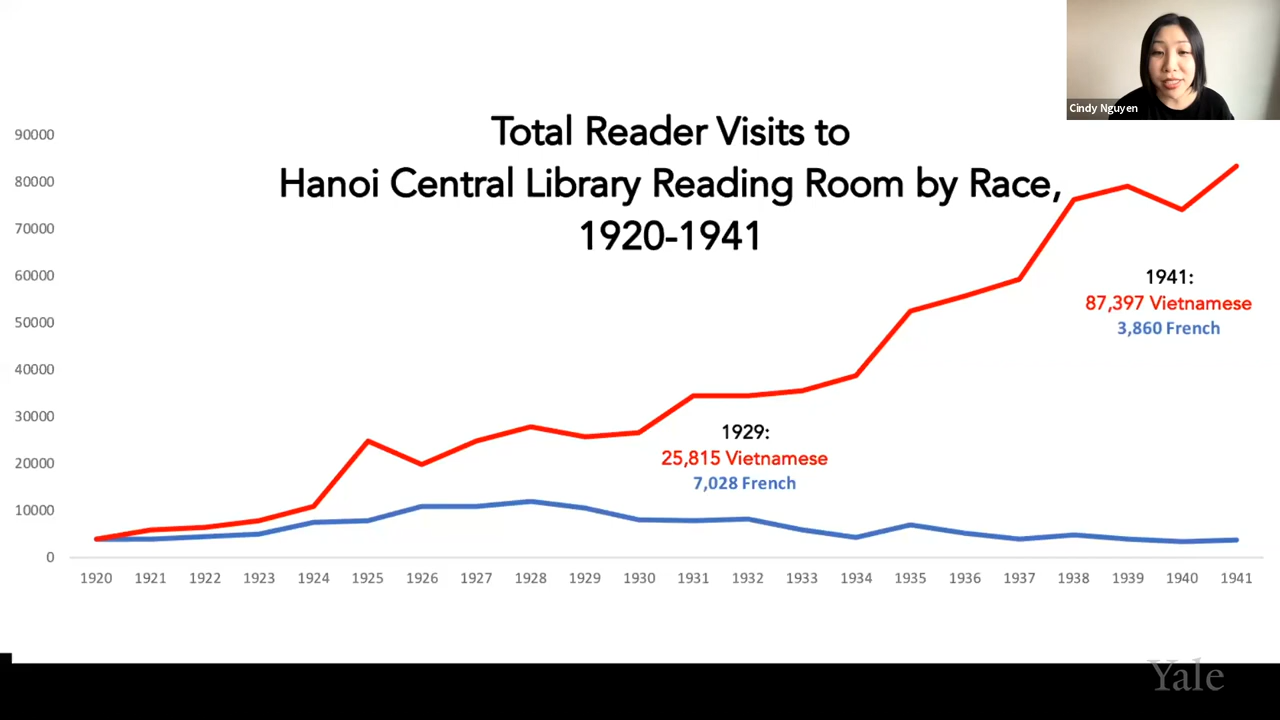 Cindy Nguyen
Total Reader Visits to
Hanoi Central Library Reading Room by Race,
1920-1941
90000
80000
70000
60000
50000
40000
30000
20000
10000
0
1941:
87,397 Vietnamese
3,860 French
1929:
25,815 Vietnamese
7,028 French
1920 1921 1922 1923 1924 1925 1926 1927 1928 1929 1930 1931 1932 1933 1934 1935 1936 1937 1938 1939 1940 1941
Yale